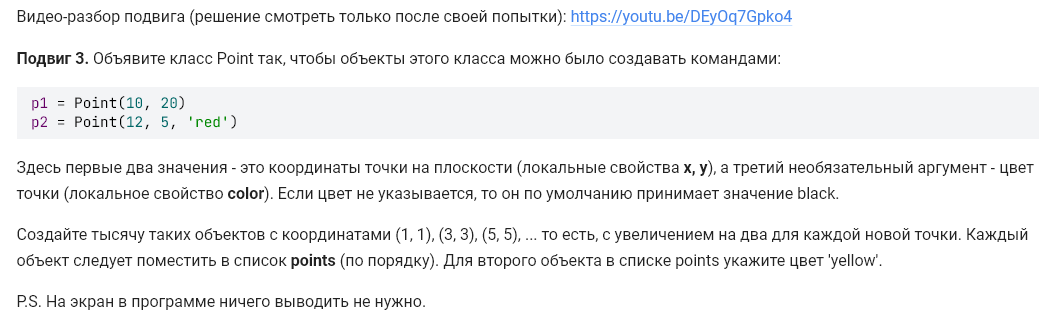 Видео-разбор подвига (решение смотреть только после своей попытки): https://youtu.be/DEyOq7Gpko4
Подвиг 3. Объявите класс Point так, чтобы объекты этого класса можно было создавать командами:
p1 = Point(10, 20)
p2 = Point(12, 5, 'red')
Здесь первые два значения - это координаты точки на плоскости (локальные свойства x, y), а третий необязательный аргумент - цвет
точки (локальное свойство color). Если цвет не указывается, то он по умолчанию принимает значение black.
Создайте тысячу таких объектов с координатами (1, 1), (3, 3), (5, 5), ... то есть, с увеличением на два для каждой новой точки. Каждый
объект следует поместить в список points (по порядку). Для второго объекта в списке points укажите цвет 'yellow'.
P.S. На экран в программе ничего выводить не нужно.